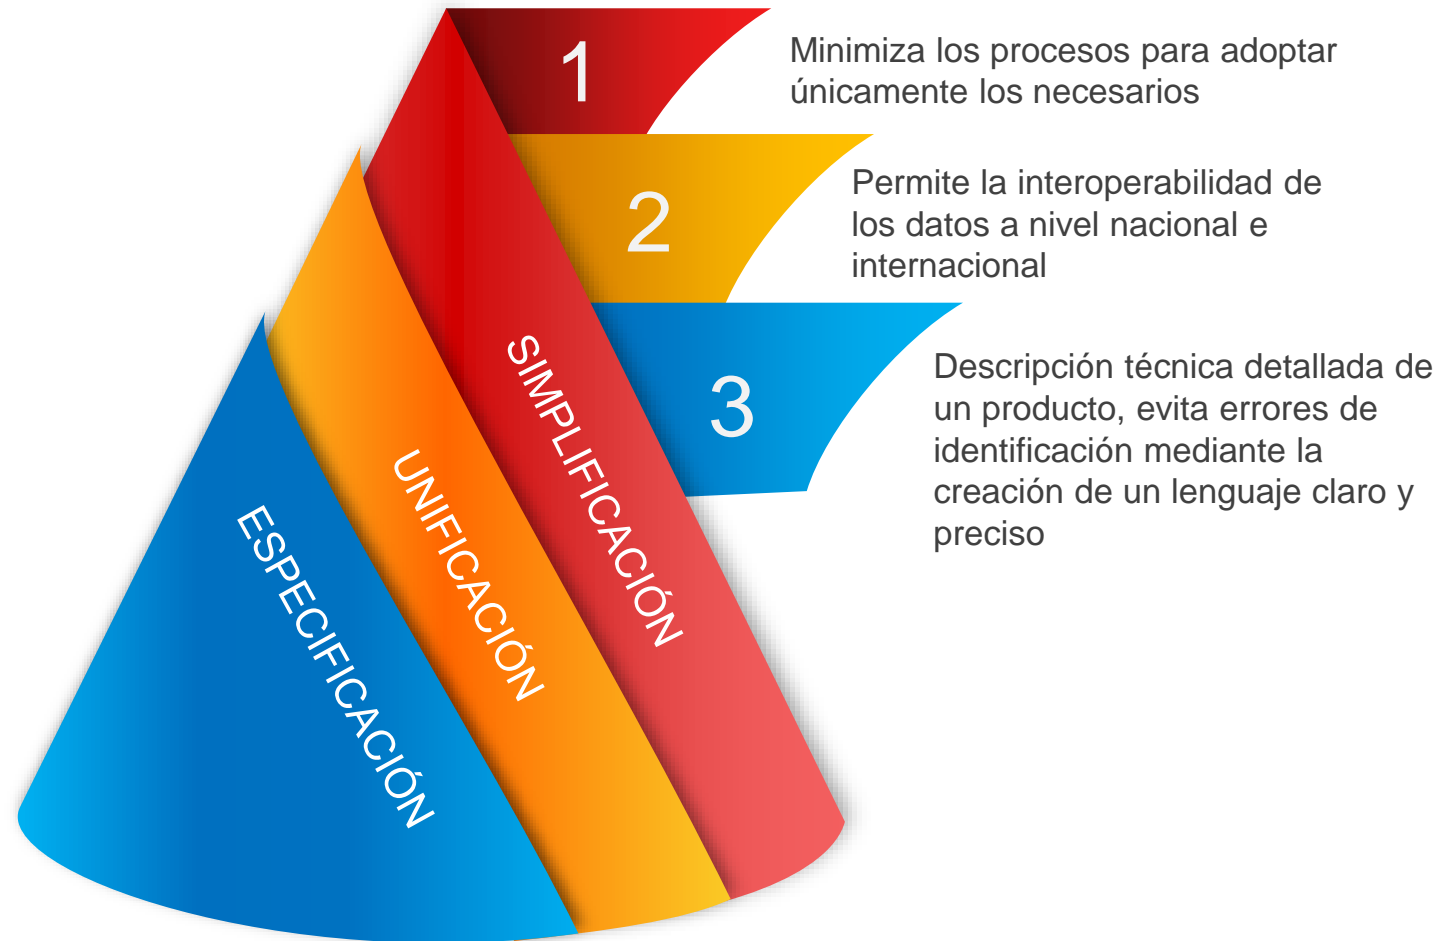 1
Minimiza los procesos para adoptar
únicamente los necesarios
2
Permite la interoperabilidad de
los datos a nivel nacional e
internacional
3
Descripción técnica detallada de
un producto, evita errores de
identificación mediante la
creación de un lenguaje claro y
preciso
SIMPLIFICACIÓN
UNIFICACIÓN
ESPECIFICACIÓN